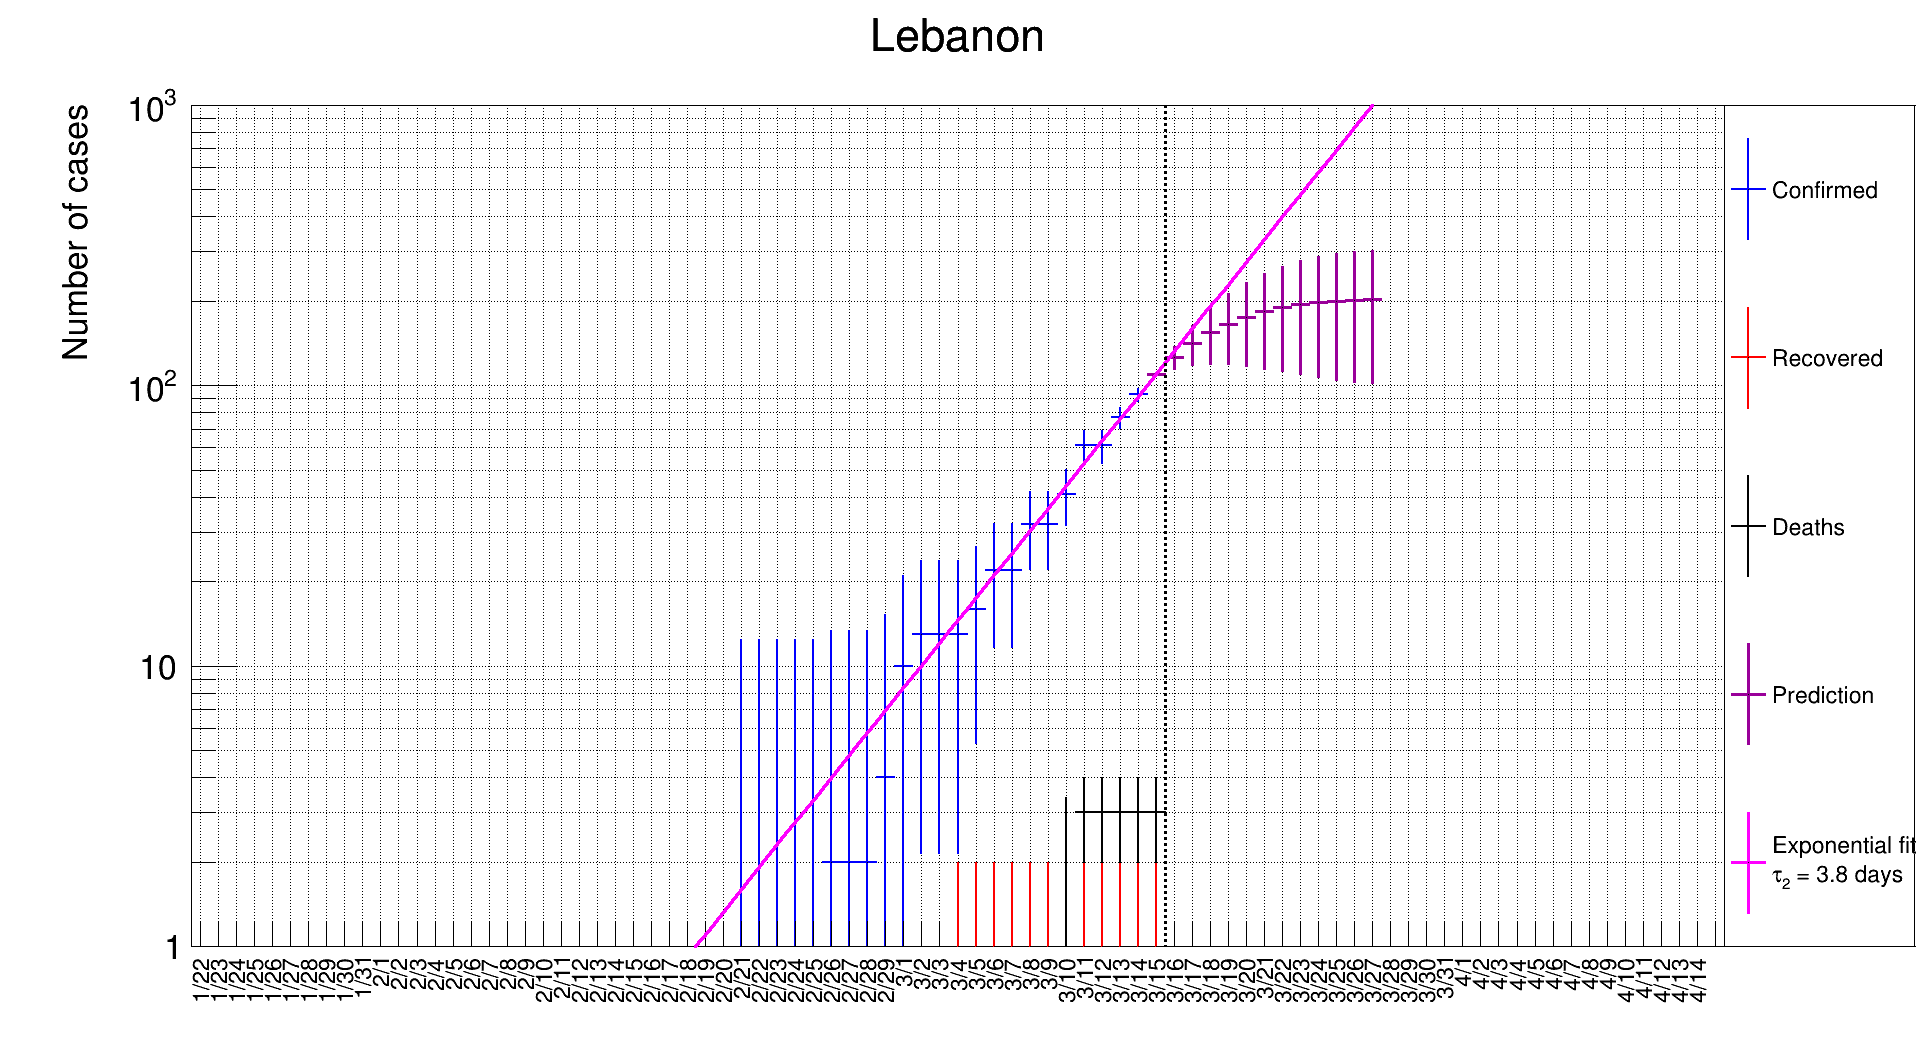 Lebanon
Number of cases
10³
10²
10
1
1/22 1/23 1/24 1/25 1/26 1/27 1/28 1/29 1/30 1/31 2/1 2/2 2/3 2/4 2/5 2/6 2/7 2/8 2/9 2/10 2/11 2/12 2/13 2/14 2/15 2/16 2/17 2/18 2/19 2/20 2/21 2/22 2/23 2/24 2/25 2/26 2/27 2/28 2/29 3/1 3/2 3/3 3/4 3/5 3/6 3/7 3/8 3/9 3/10 3/11 3/12 3/13 3/14 3/15 3/16 3/17 3/18 3/19 3/20 3/21 3/22 3/23 3/24 3/25 3/26 3/27 3/28 3/29 3/30 3/31 4/1 4/2 4/3 4/4 4/5 4/6 4/7 4/8 4/9 4/10 4/11 4/12 4/13 4/14
Confirmed
Recovered
Deaths
Prediction
Exponential fit
τ₂ = 3.8 days